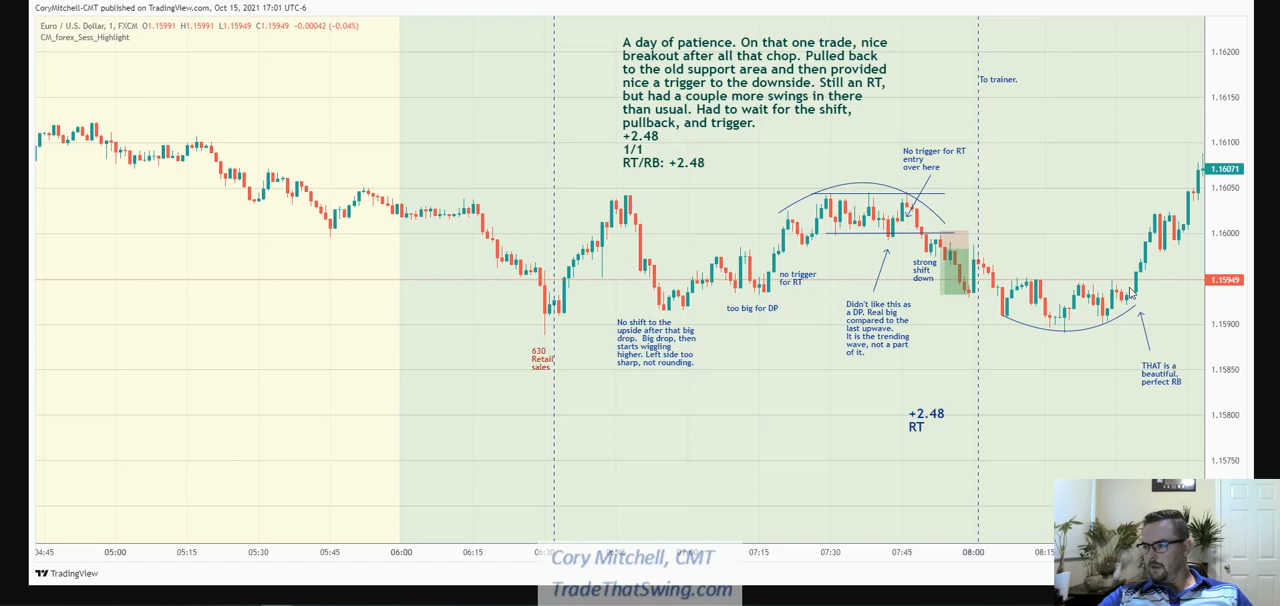 CoryMitchell-CMT published on TradingView.com, Oct 15, 2021 17:01 UTC-6
Euro / U.S. Dollar, 1, FXCM O1.15991 H1.15991 L1.15949 C1.15949 −0.00042 (−0.04%)
CM_forex_Sess_Highlight
A day of patience. On that one trade, nice
breakout after all that chop. Pulled back
to the old support area and then provided
nice a trigger to the downside. Still an RT,
but had a couple more swings in there
than usual. Had to wait for the shift,
pullback, and trigger.
+2.48
1/1
RT/RB: +2.48
To trainer.
No trigger for RT
entry
over here
no trigger
for RT
strong
shift
down
too big for DP
Didn't like this as
a DP. Real big
compared to the
last upwave.
It is the trending
wave, not a part
of it.
No shift to the
upside after that big
drop. Big drop, then
starts wiggling
higher. Left side too
sharp, not rounding.
630
Retail
sales
THAT is a
beautiful,
perfect RB
+2.48
RT
1.16200
1.16150
1.16100
1.16071
1.16050
1.16000
1.15949
1.15900
1.15850
1.15800
1.15750
04:45 05:00 05:15 05:30 05:45 06:00 06:15 06:30 07:15 07:30 07:45 08:00 08:15
TradingView
Cory Mitchell, CMT
TradeThatSwing.com